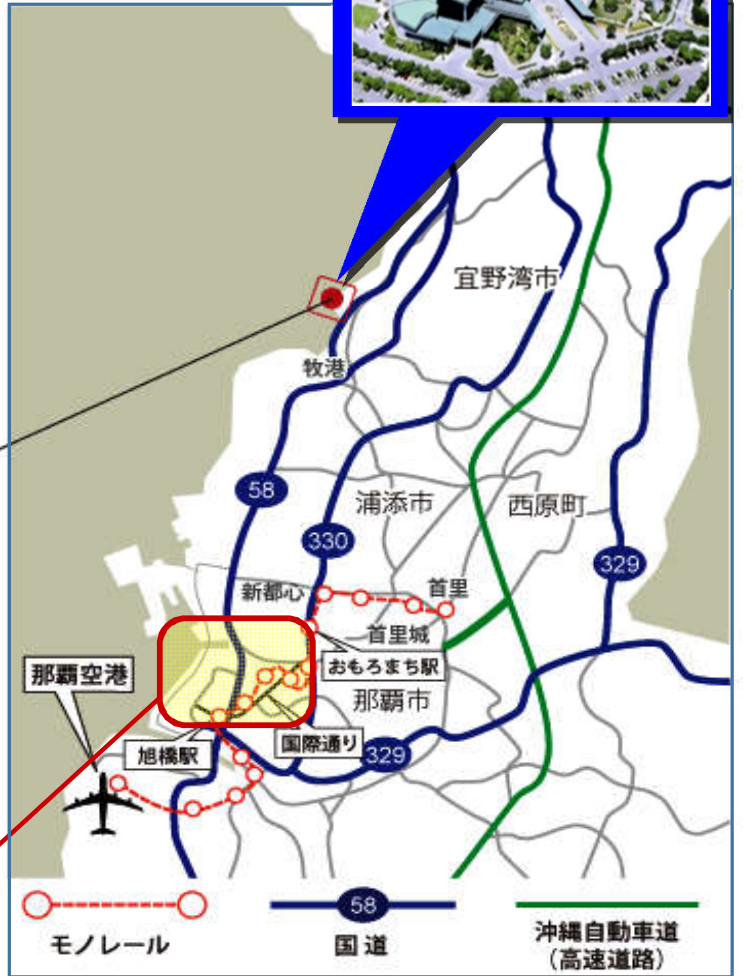 宜野湾市
牧港
58
浦添市
西原町
330
329
新都心
首里
首里城
おもろまち駅
那覇空港
那覇市
旭橋駅
国際通り
329
58
モノレール
国道
沖縄自動車道
(高速道路)